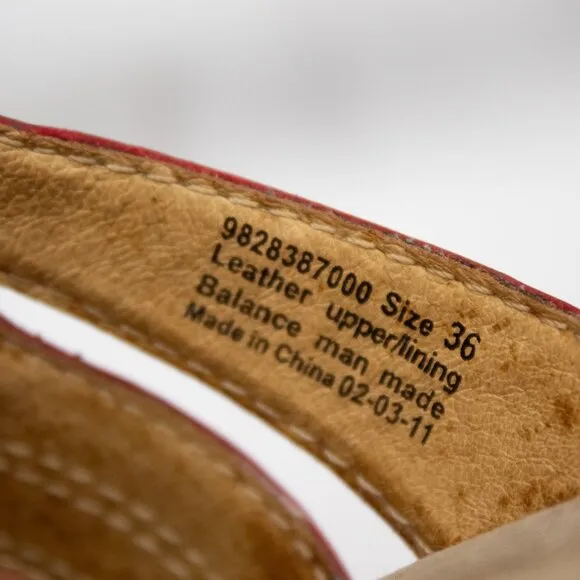 9828387000 Size 36
Leather upper/lining
Balance man made
Made in China 02-03-11